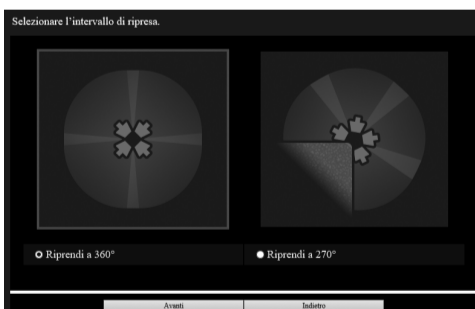 Selezionare l'intervallo di ripresa.
Riprendi a 360° Riprendi a 270°
Avanti Indietro